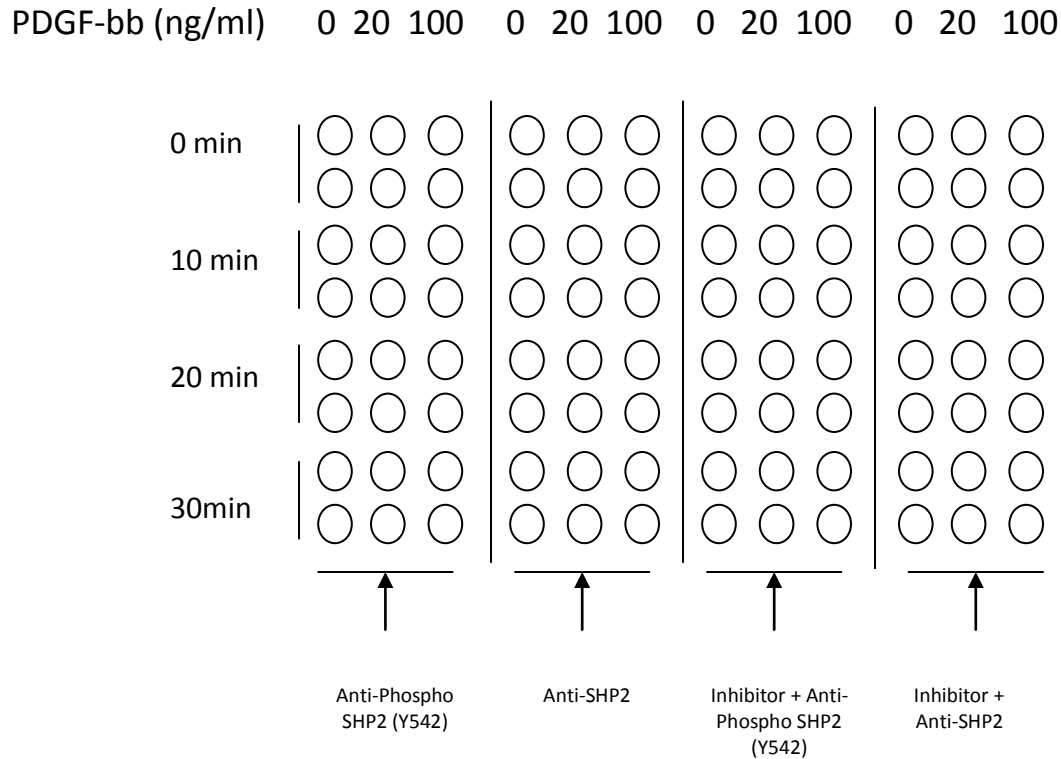 PDGF-bb (ng/ml) 0 20 100 0 20 100 0 20 100 0 20 100
0 min
10 min
20 min
30min
Anti-Phospho
SHP2 (Y542)
Anti-SHP2
Inhibitor + Anti-
Phospho SHP2
(Y542)
Inhibitor +
Anti-SHP2